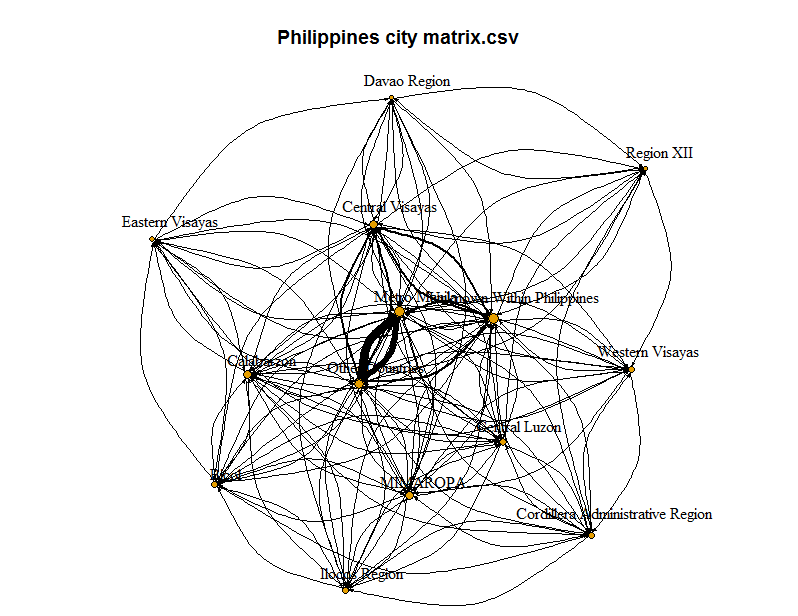 Philippines city matrix.csv
Davao Region
Region XII
Central Visayas
Eastern Visayas
Metro Manila
Unknown Within Philippines
Western Visayas
Calabarzon
Other Countries
Central Luzon
Bicol
MIMAROPA
Cordillera Administrative Region
Ilocos Region